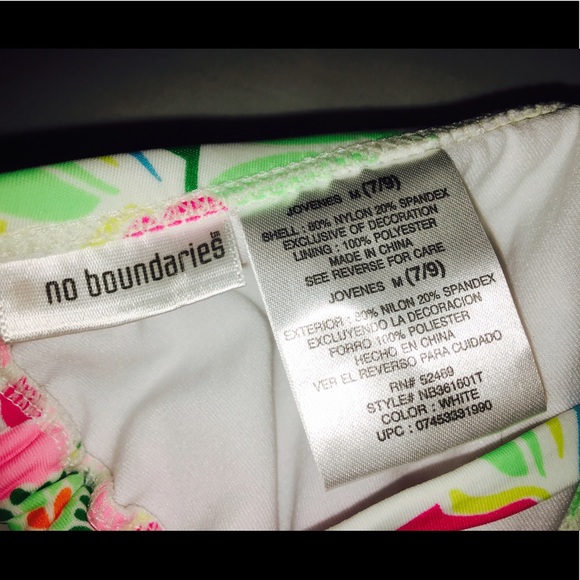 no boundaries TM
JOVENES M (7/9)
SHELL : 80% NYLON 20% SPANDEX
EXCLUSIVE OF DECORATION
LINING : 100% POLYESTER
MADE IN CHINA
SEE REVERSE FOR CARE
JOVENES M (7/9)
EXTERIOR : 80% NILON 20% SPANDEX
EXCLUYENDO LA DECORACION
FORRO 100% POLIESTER
HECHO EN CHINA
VER EL REVERSO PARA CUIDADO
RN# 52469
STYLE# NB361601T
COLOR : WHITE
UPC : 07453331990